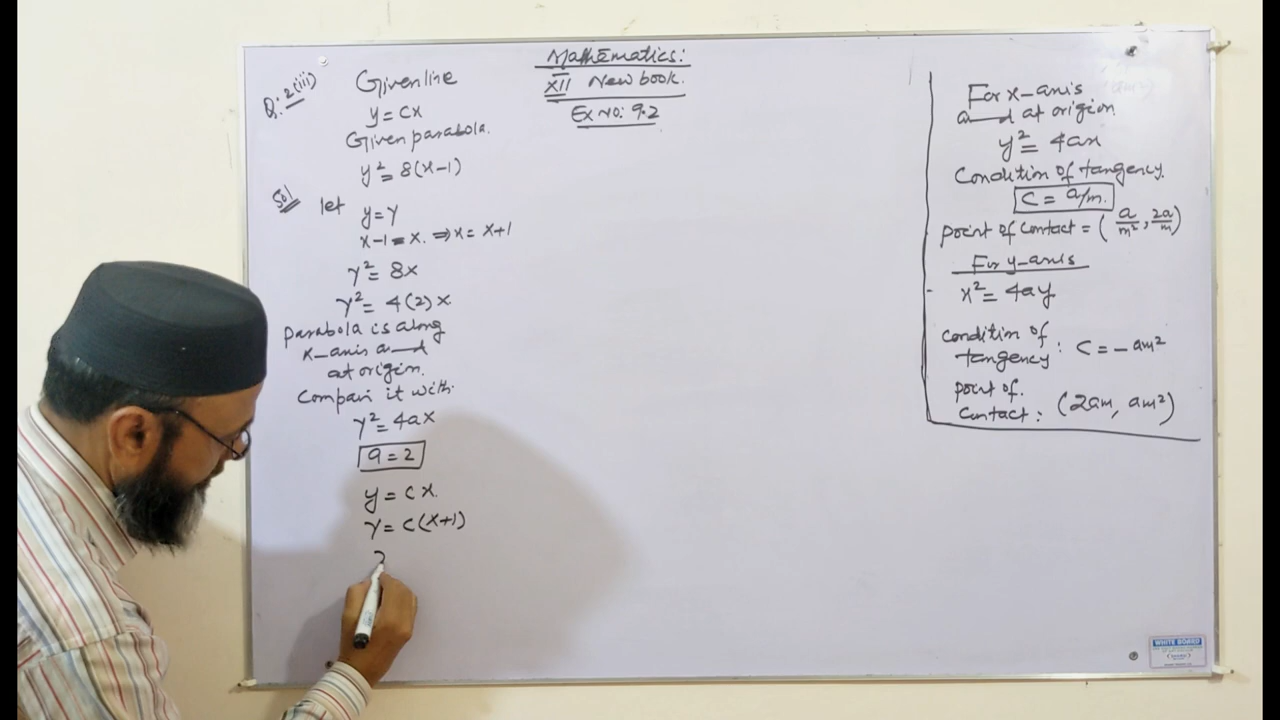 Mathematics:
XII New book.
Ex No: 9.2
Q: 2(iii)
Given line
y = cx
Given parabola.
y² = 8(x-1)
Sol
let y = Y
x-1 = X. ⇒ x = X+1
Y² = 8X
Y² = 4(2)X
parabola is along
x-axis and
at origin.
Compari it with.
Y² = 4aX
a = 2
y = cx.
Y = c(X+1)
For x-axis
and at origion.
y² = 4ax
Condition of tangency.
C = a/m.
point of Contact = (a/m², 2a/m)
For y-axis
x² = 4ay
condition of
tangency: C = -am²
point of.
Contact: (2am, am²)
WHITE BOARD